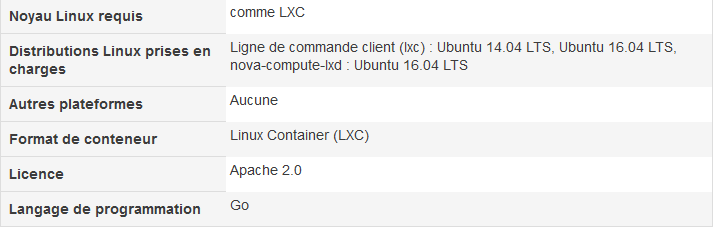 Noyau Linux requis
comme LXC
Distributions Linux prises en
charges
Ligne de commande client (lxc) : Ubuntu 14.04 LTS, Ubuntu 16.04 LTS,
nova-compute-lxd : Ubuntu 16.04 LTS
Autres plateformes
Aucune
Format de conteneur
Linux Container (LXC)
Licence
Apache 2.0
Langage de programmation
Go